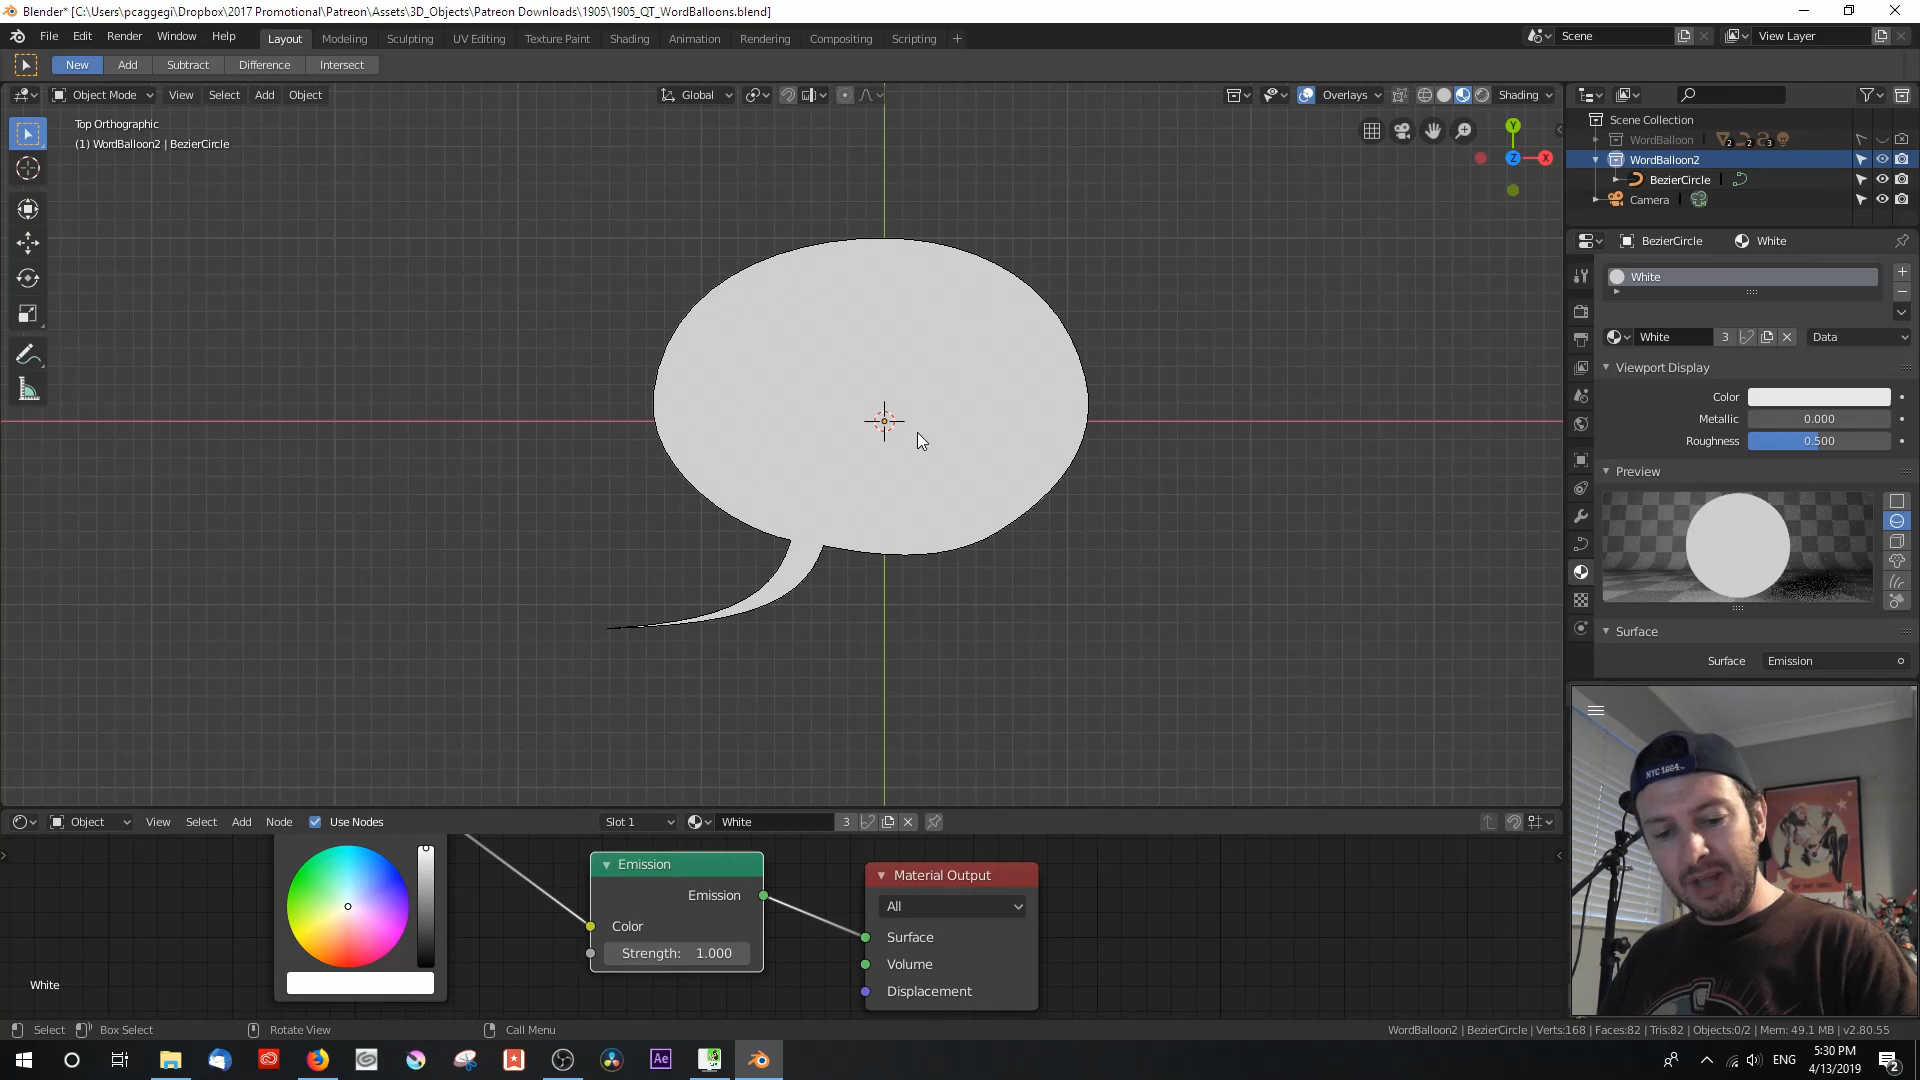 Blender* [C:\Users\pcaggegi\Dropbox\2017 Promotional\Patreon\Assets\3D_Objects\Patreon Downloads\1905\1905_QT_WordBalloons.blend]
File Edit Render Window Help Layout Modeling Sculpting UV Editing Texture Paint Shading Animation Rendering Compositing Scripting + Scene View Layer
New Add Subtract Difference Intersect
Object Mode View Select Add Object Global Overlays Shading
Top Orthographic
(1) WordBalloon2 | BezierCircle
Y
Z X
Scene Collection
WordBalloon 2 2 3
WordBalloon2
BezierCircle
Camera
BezierCircle White
White
White 3 Data
Viewport Display
Color
Metallic 0.000
Roughness 0.500
Preview
Surface
Surface Emission
NYC 1664
Object View Select Add Node Use Nodes Slot 1 White 3
Emission
Emission
Color
Strength: 1.000
Material Output
All
Surface
Volume
Displacement
White
Select Box Select Rotate View Call Menu WordBalloon2 | BezierCircle | Verts:168 | Faces:82 | Tris:82 | Objects:0/2 | Mem: 49.1 MB | v2.80.55
Ae ENG 5:30 PM
4/13/2019 2